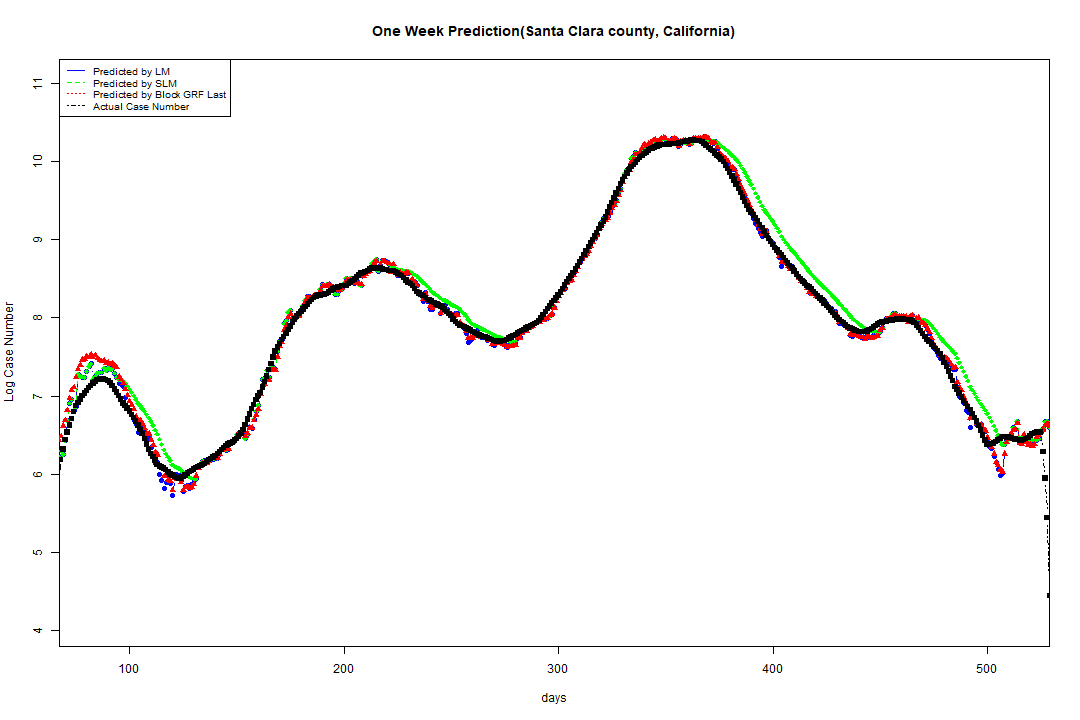 One Week Prediction(Santa Clara county, California)
Predicted by LM
Predicted by SLM
Predicted by Block GRF Last
Actual Case Number
11
10
9
8
7
6
5
4
Log Case Number
100 200 300 400 500
days